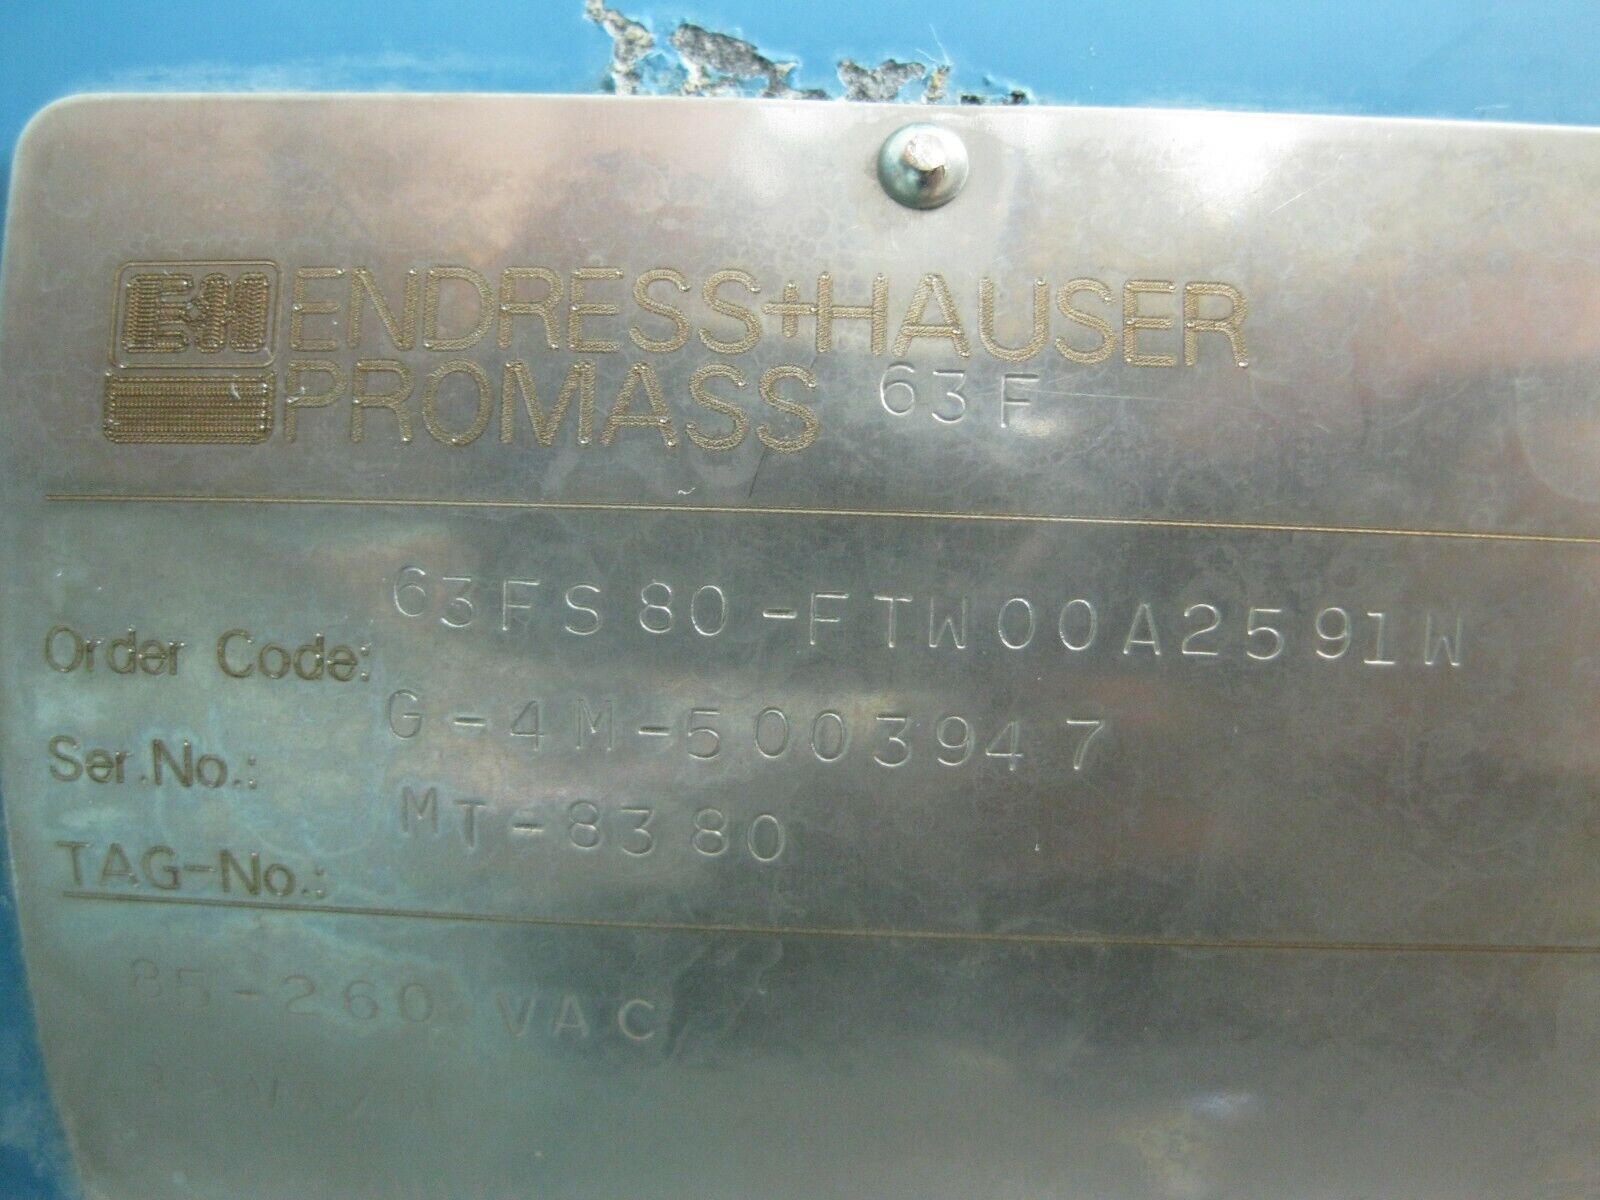 EH ENDRESS+HAUSER
PROMASS 63F
Order Code: 63FS80-FTW00A2591W
Ser.No.: G-4M-5003947
TAG-No.: MT-8380
85-260 VAC